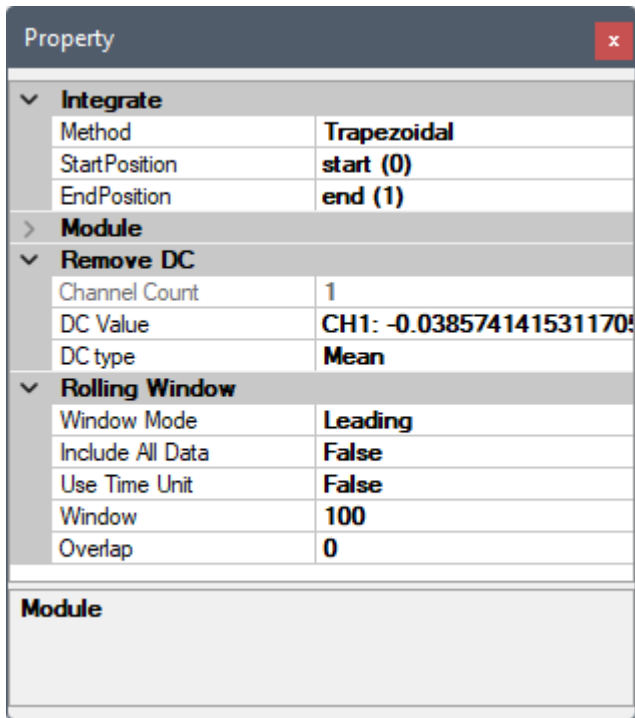 Property
x
Integrate
Method Trapezoidal
StartPosition start (0)
EndPosition end (1)
Module
Remove DC
Channel Count 1
DC Value CH1: -0.0385741415311705
DC type Mean
Rolling Window
Window Mode Leading
Include All Data False
Use Time Unit False
Window 100
Overlap 0
Module